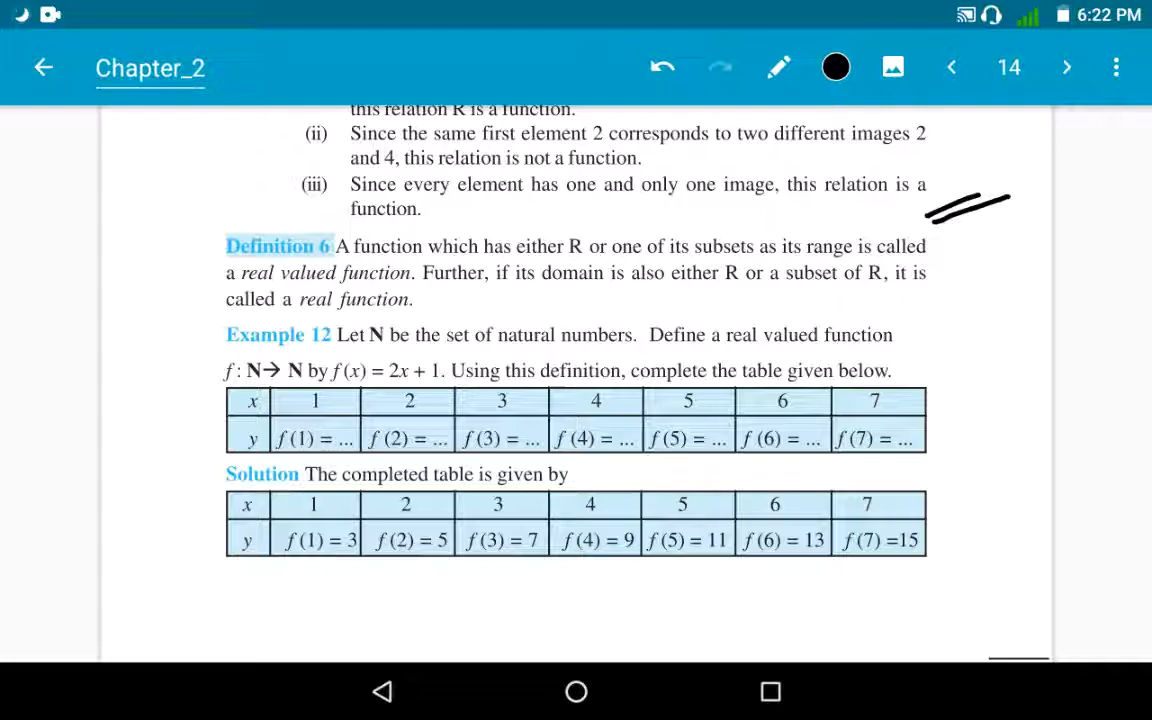 6:22 PM
Chapter_2
14
this relation R is a function.
(ii) Since the same first element 2 corresponds to two different images 2
and 4, this relation is not a function.
(iii) Since every element has one and only one image, this relation is a
function.
Definition 6 A function which has either R or one of its subsets as its range is called
a real valued function. Further, if its domain is also either R or a subset of R, it is
called a real function.
Example 12 Let N be the set of natural numbers. Define a real valued function
f : N→ N by f (x) = 2x + 1. Using this definition, complete the table given below.
x 1 2 3 4 5 6 7
y f (1) = ... f (2) = ... f (3) = ... f (4) = ... f (5) = ... f (6) = ... f (7) = ...
Solution The completed table is given by
x 1 2 3 4 5 6 7
y f (1) = 3 f (2) = 5 f (3) = 7 f (4) = 9 f (5) = 11 f (6) = 13 f (7) =15